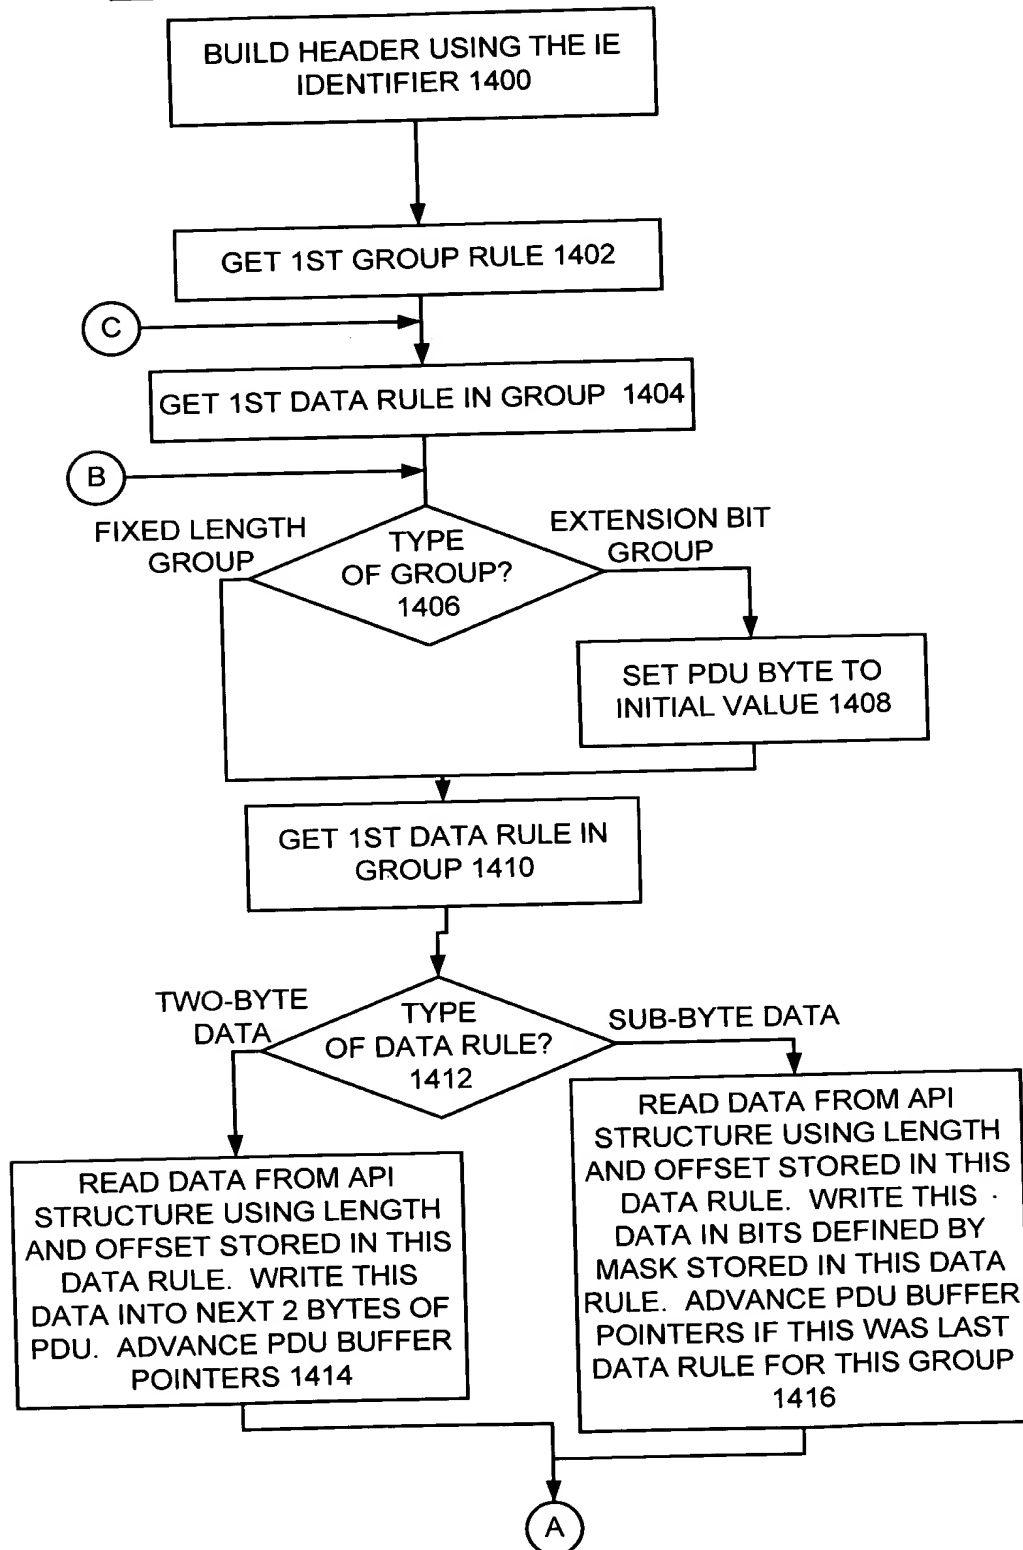 BUILD HEADER USING THE IE
IDENTIFIER 1400
GET 1ST GROUP RULE 1402
C
GET 1ST DATA RULE IN GROUP 1404
B
FIXED LENGTH
GROUP
TYPE
OF GROUP?
1406
EXTENSION BIT
GROUP
SET PDU BYTE TO
INITIAL VALUE 1408
GET 1ST DATA RULE IN
GROUP 1410
TWO-BYTE
DATA
TYPE
OF DATA RULE?
1412
SUB-BYTE DATA
READ DATA FROM API
STRUCTURE USING LENGTH
AND OFFSET STORED IN THIS
DATA RULE. WRITE THIS
DATA INTO NEXT 2 BYTES OF
PDU. ADVANCE PDU BUFFER
POINTERS 1414
READ DATA FROM API
STRUCTURE USING LENGTH
AND OFFSET STORED IN THIS
DATA RULE. WRITE THIS
DATA IN BITS DEFINED BY
MASK STORED IN THIS DATA
RULE. ADVANCE PDU BUFFER
POINTERS IF THIS WAS LAST
DATA RULE FOR THIS GROUP
1416
A